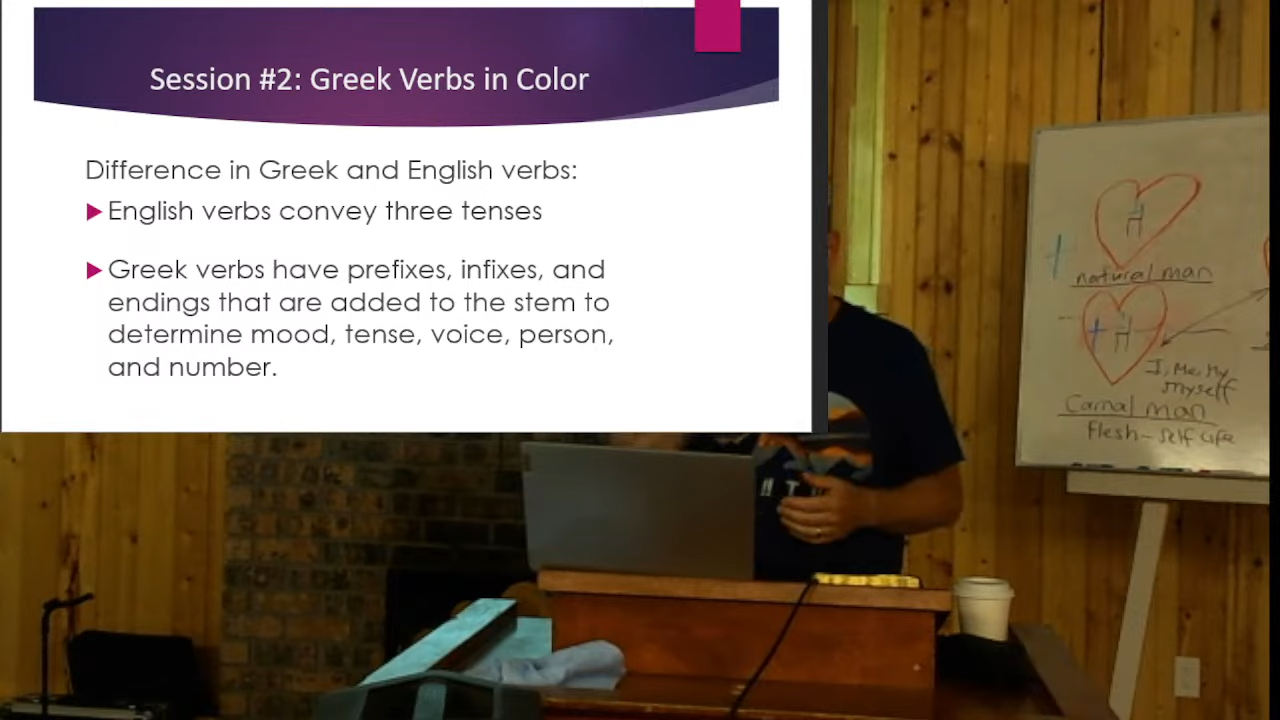 Session #2: Greek Verbs in Color
Difference in Greek and English verbs:
English verbs convey three tenses
Greek verbs have prefixes, infixes, and
endings that are added to the stem to
determine mood, tense, voice, person,
and number.
H
natural man
H
I, Me, My
myself
Carnal man
flesh - self life